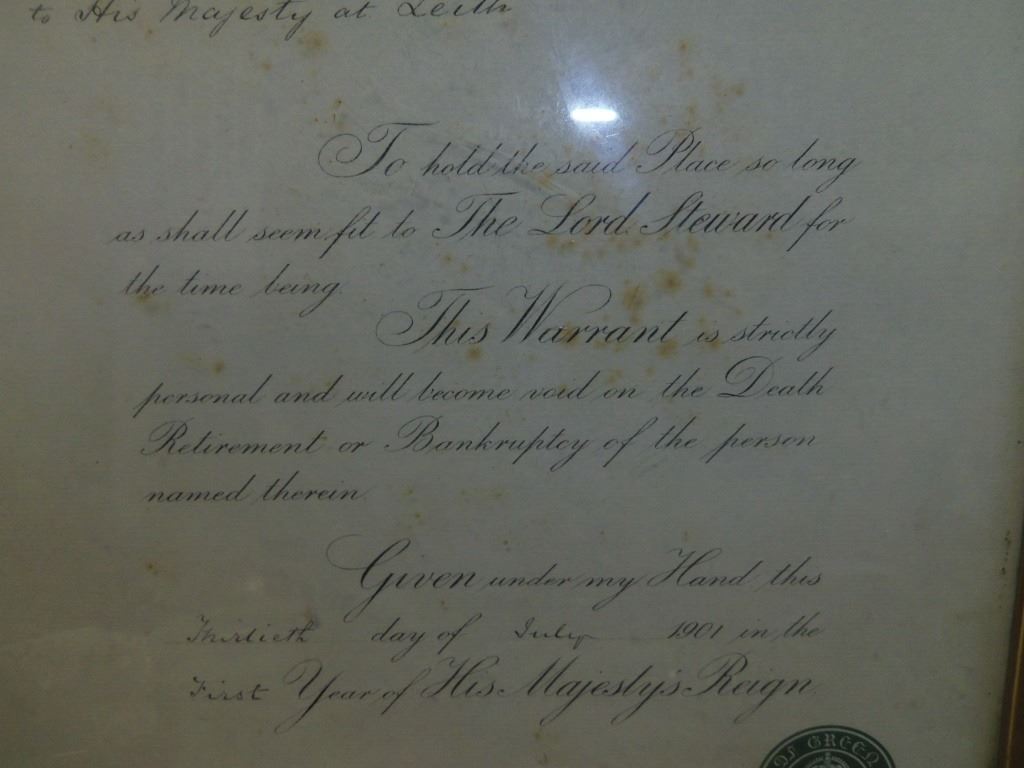 to His Majesty at Leith
To hold the said Place so long
as shall seem fit to The Lord Steward for
the time being.
This Warrant is strictly
personal and will become void on the Death
Retirement or Bankruptcy of the person
named therein.
Given under my Hand this
Thirtieth day of July 1901 in the
First Year of His Majesty's Reign.
OF GREEN